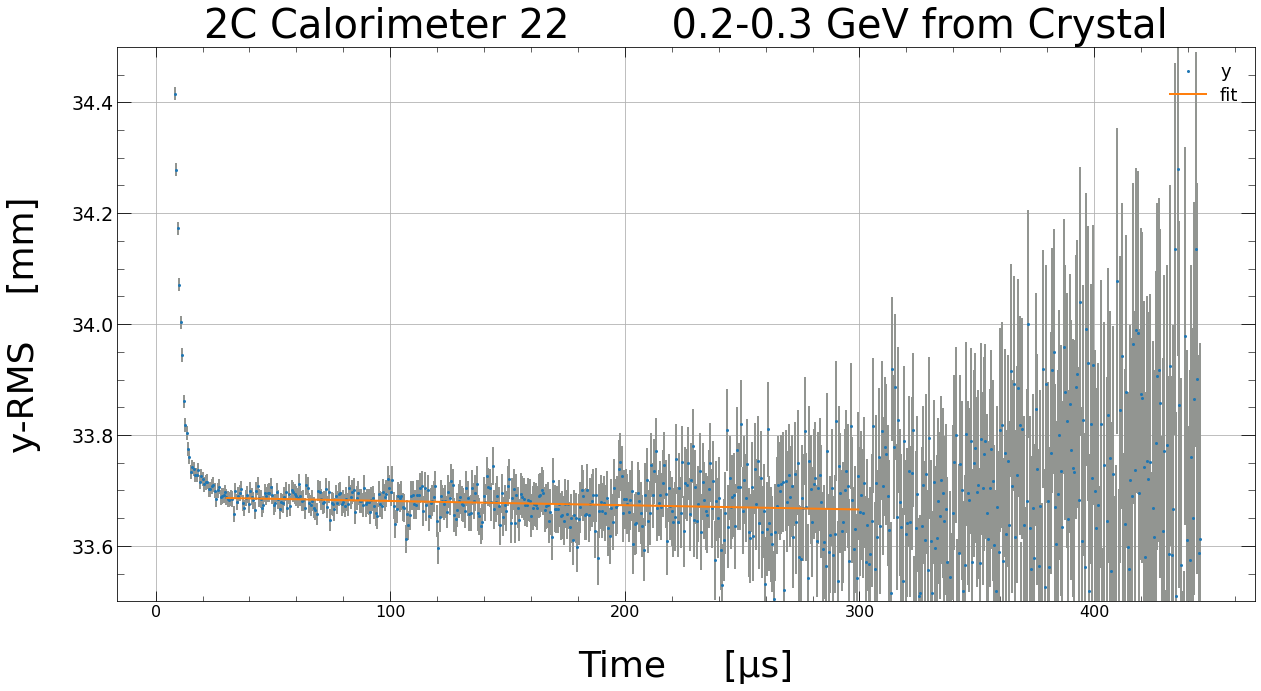 2C Calorimeter 22 0.2-0.3 GeV from Crystal
y
fit
34.4
34.2
34.0
33.8
33.6
y-RMS [mm]
0 100 200 300 400
Time [µs]